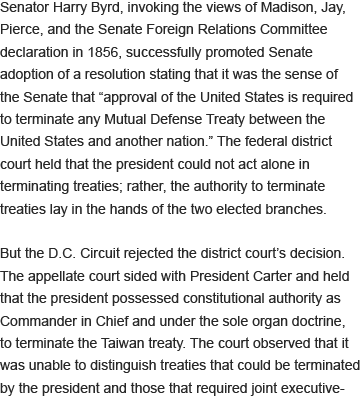 Senator Harry Byrd, invoking the views of Madison, Jay,
Pierce, and the Senate Foreign Relations Committee
declaration in 1856, successfully promoted Senate
adoption of a resolution stating that it was the sense of
the Senate that “approval of the United States is required
to terminate any Mutual Defense Treaty between the
United States and another nation.” The federal district
court held that the president could not act alone in
terminating treaties; rather, the authority to terminate
treaties lay in the hands of the two elected branches.

But the D.C. Circuit rejected the district court’s decision.
The appellate court sided with President Carter and held
that the president possessed constitutional authority as
Commander in Chief and under the sole organ doctrine,
to terminate the Taiwan treaty. The court observed that it
was unable to distinguish treaties that could be terminated
by the president and those that required joint executive-